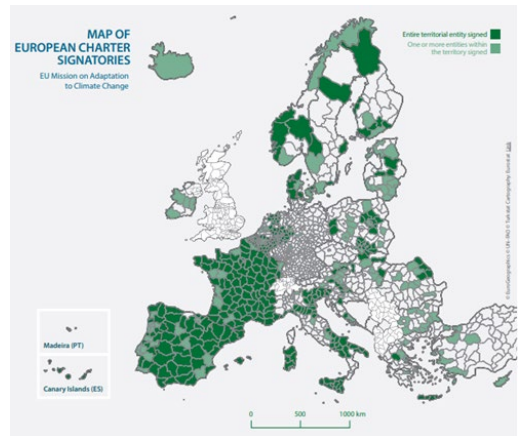 MAP OF
EUROPEAN CHARTER
SIGNATORIES
EU Mission on Adaptation
to Climate Change
Entire territorial entity signed
One or more entities within
the territory signed
Madeira (PT)
Canary Islands (ES)
0 500 1000 km